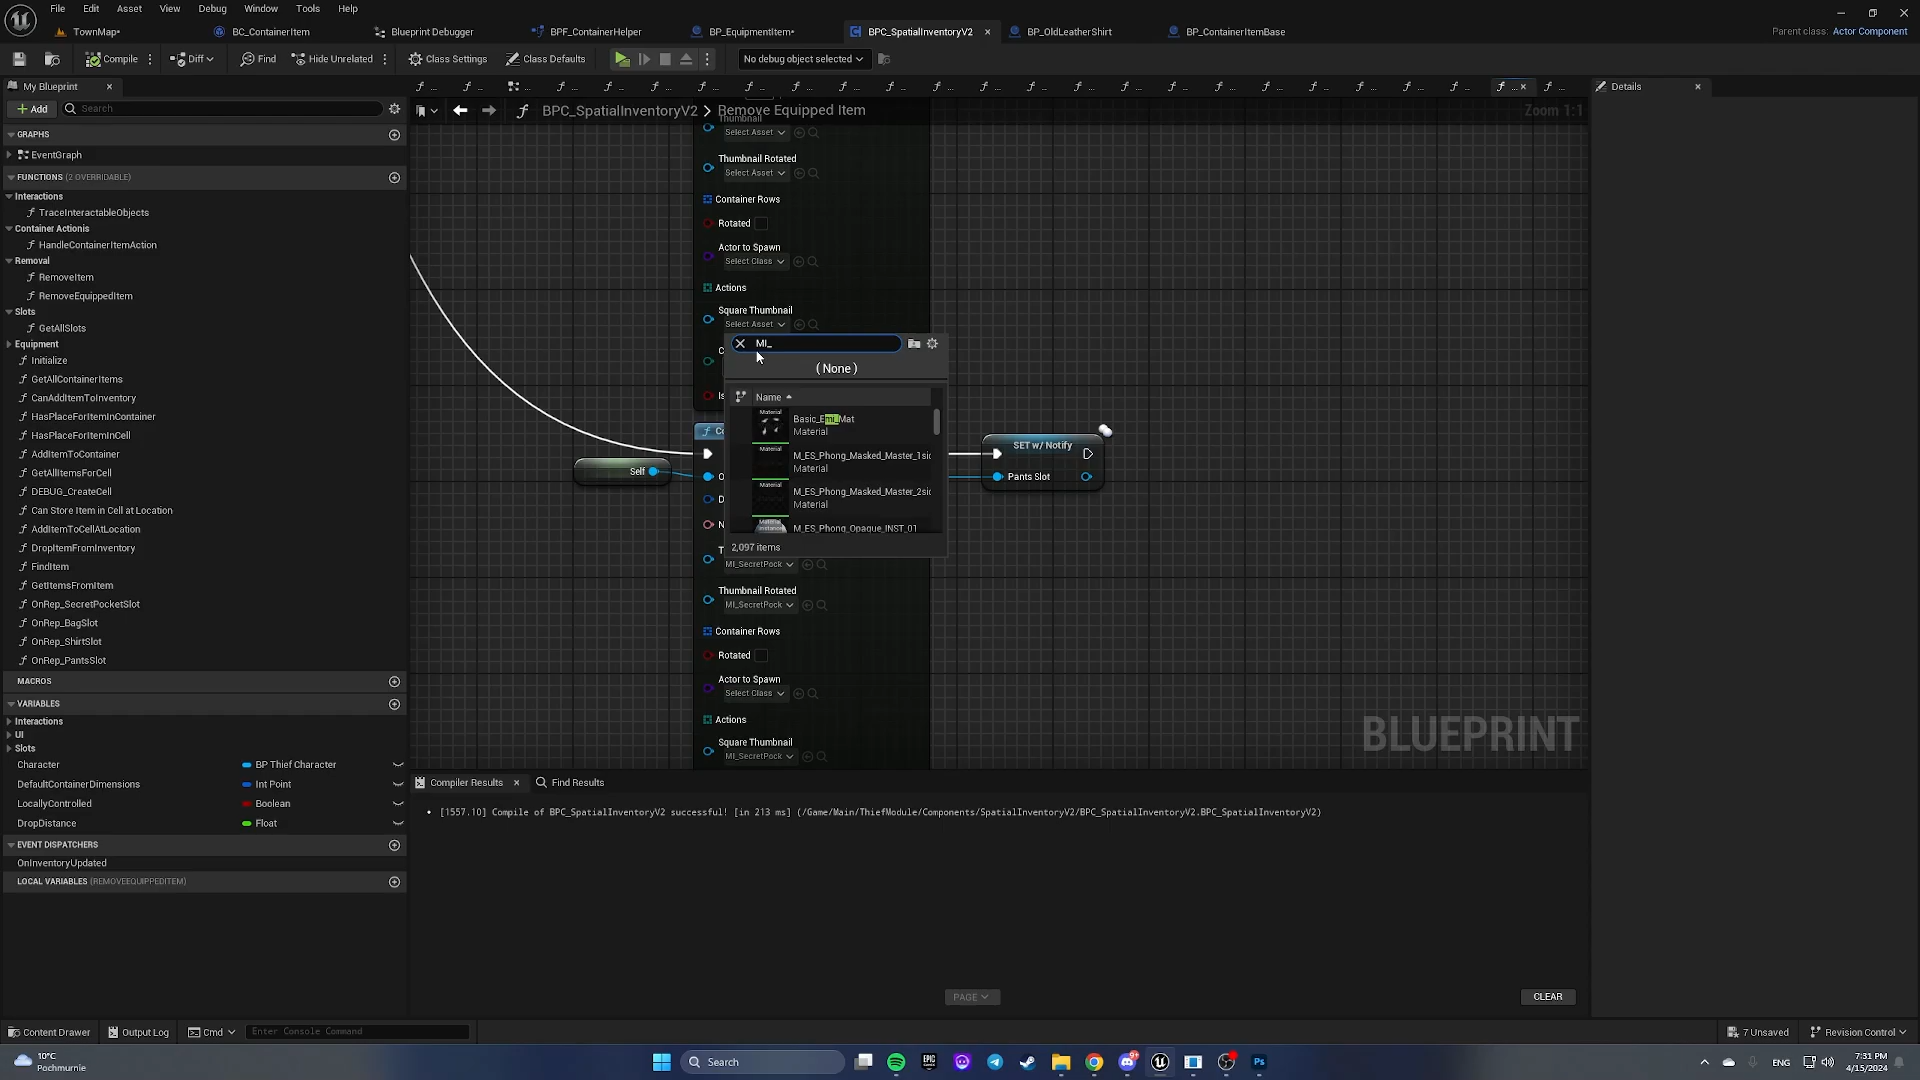 File Edit Asset View Debug Window Tools Help
TownMap• BC_ContainerItem Blueprint Debugger BPF_ContainerHelper BP_EquipmentItem• BPC_SpatialInventoryV2 BP_OldLeatherShirt BP_ContainerItemBase
Parent class: Actor Component
Compile Diff Find Hide Unrelated Class Settings Class Defaults No debug object selected
My Blueprint
Details
Add Search
BPC_SpatialInventoryV2 > Remove Equipped Item
Zoom 1:1
GRAPHS
EventGraph
FUNCTIONS (2 OVERRIDABLE)
Interactions
TraceInteractableObjects
Container Actionis
HandleContainerItemAction
Removal
RemoveItem
RemoveEquippedItem
Slots
GetAllSlots
Equipment
Initialize
GetAllContainerItems
CanAddItemToInventory
HasPlaceForItemInContainer
HasPlaceForItemInCell
AddItemToContainer
GetAllItemsForCell
DEBUG_CreateCell
Can Store Item in Cell at Location
AddItemToCellAtLocation
DropItemFromInventory
FindItem
GetItemsFromItem
OnRep_SecretPocketSlot
OnRep_BagSlot
OnRep_ShirtSlot
OnRep_PantsSlot
MACROS
VARIABLES
Interactions
UI
Slots
Character BP Thief Character
DefaultContainerDimensions Int Point
LocallyControlled Boolean
DropDistance Float
EVENT DISPATCHERS
OnInventoryUpdated
LOCAL VARIABLES (REMOVEEQUIPPEDITEM)
Thumbnail
Select Asset
Thumbnail Rotated
Select Asset
Container Rows
Rotated
Actor to Spawn
Select Class
Actions
Square Thumbnail
Select Asset
MI_
(None)
Name
Basic_Emi_Mat
Material
M_ES_Phong_Masked_Master_1sid
Material
M_ES_Phong_Masked_Master_2sid
Material
M_ES_Phong_Opaque_INST_01
2,097 items
Self
SET w/ Notify
Pants Slot
MI_SecretPock
Thumbnail Rotated
MI_SecretPock
Container Rows
Rotated
Actor to Spawn
Select Class
Actions
Square Thumbnail
MI_SecretPock
BLUEPRINT
Compiler Results Find Results
[1557.10] Compile of BPC_SpatialInventoryV2 successful! [in 213 ms] (/Game/Main/ThiefModule/Components/SpatialInventoryV2/BPC_SpatialInventoryV2.BPC_SpatialInventoryV2)
PAGE
CLEAR
Content Drawer Output Log Cmd Enter Console Command
7 Unsaved Revision Control
10°C
Pochmurnie
Search
ENG
7:31 PM
4/15/2024